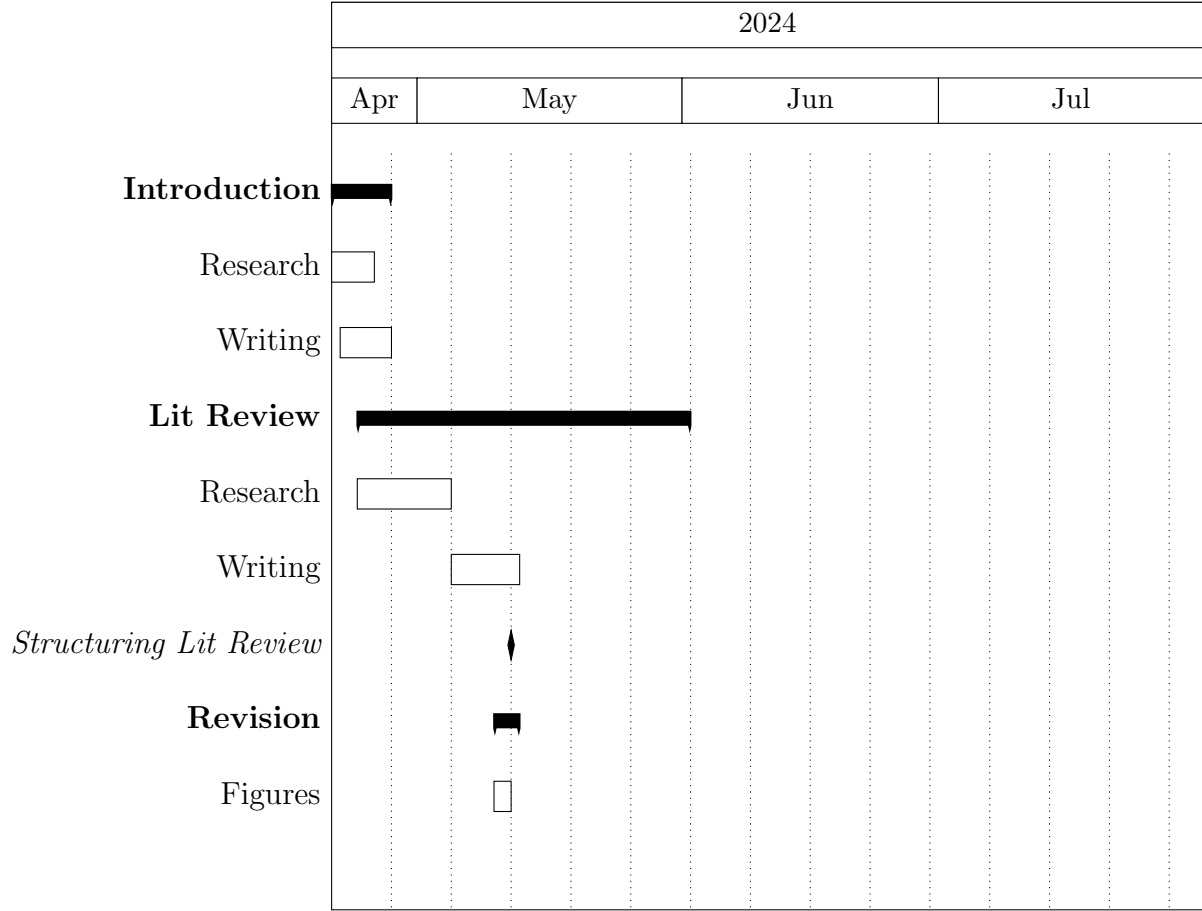 2024
Apr May Jun Jul
Introduction
Research
Writing
Lit Review
Research
Writing
Structuring Lit Review
Revision
Figures